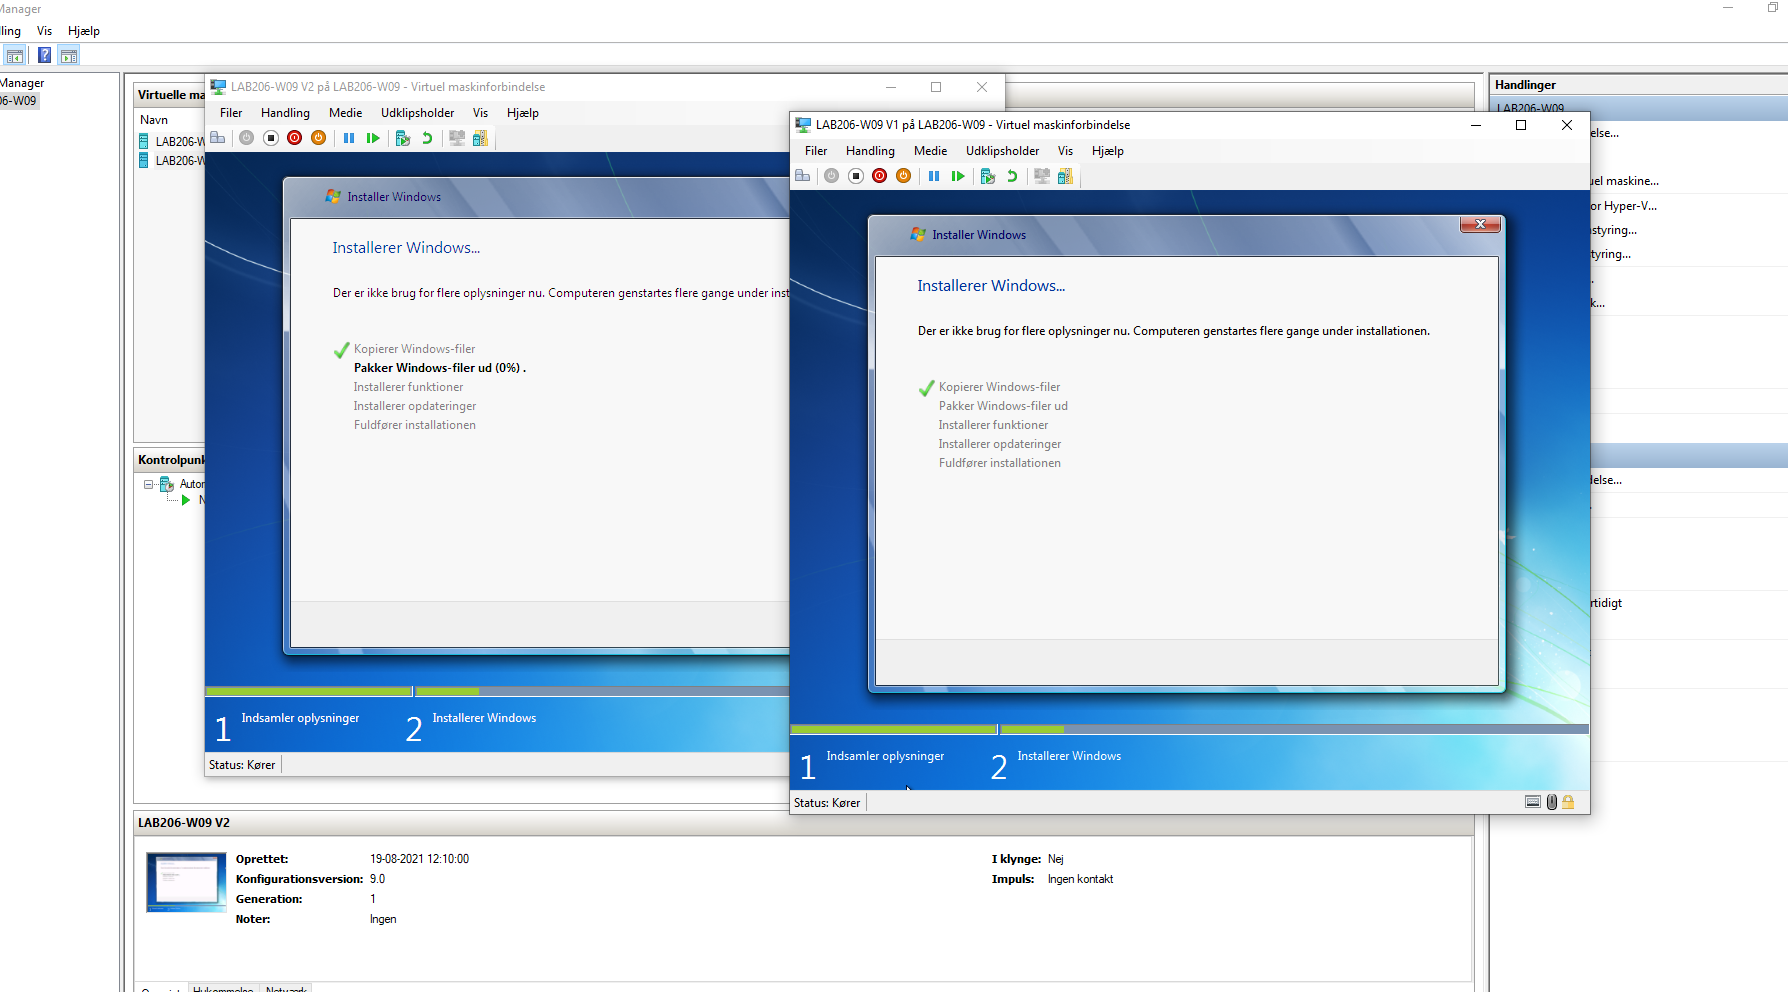 Manager
Vis Hjælp
Manager
Virtuelle
Navn
Kontrolpunk
LAB206-W09 V2 på LAB206-W09 - Virtuel maskinforbindelse
Filer Handling Medie Udklipsholder Vis Hjælp
Installer Windows
Installerer Windows...
Der er ikke brug for flere oplysninger nu. Computeren genstartes flere gange under inst
Kopierer Windows-filer
Pakker Windows-filer ud (0%) .
Installerer funktioner
Installerer opdateringer
Fuldfører installationen
1 Indsamler oplysninger 2 Installerer Windows
Status: Kører
LAB206-W09 V1 på LAB206-W09 - Virtuel maskinforbindelse
Filer Handling Medie Udklipsholder Vis Hjælp
Installer Windows
Installerer Windows...
Der er ikke brug for flere oplysninger nu. Computeren genstartes flere gange under installationen.
Kopierer Windows-filer
Pakker Windows-filer ud
Installerer funktioner
Installerer opdateringer
Fuldfører installationen
1 Indsamler oplysninger 2 Installerer Windows
Status: Kører
Handlinger
LAB206-W09
else...
uel maskine...
or Hyper-V...
styring...
tyring...
k...
delse...
rtidigt
LAB206-W09 V2
Oprettet: 19-08-2021 12:10:00 I klynge: Nej
Konfigurationsversion: 9.0 Impuls: Ingen kontakt
Generation: 1
Noter: Ingen
Hukommelse Netværk